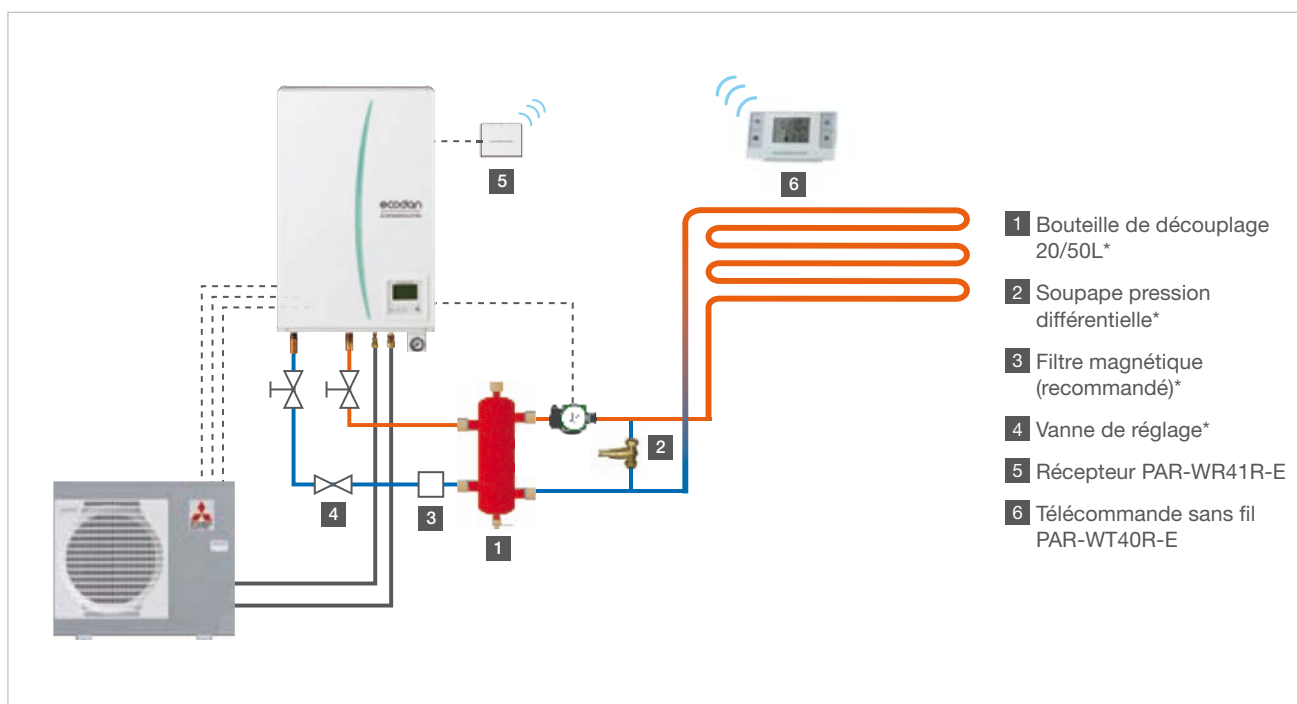 ecodan
5
6
1 Bouteille de découplage
20/50L*
2 Soupape pression
différentielle*
3 Filtre magnétique
(recommandé)*
4 Vanne de réglage*
5 Récepteur PAR-WR41R-E
6 Télécommande sans fil
PAR-WT40R-E
2
4
3
1